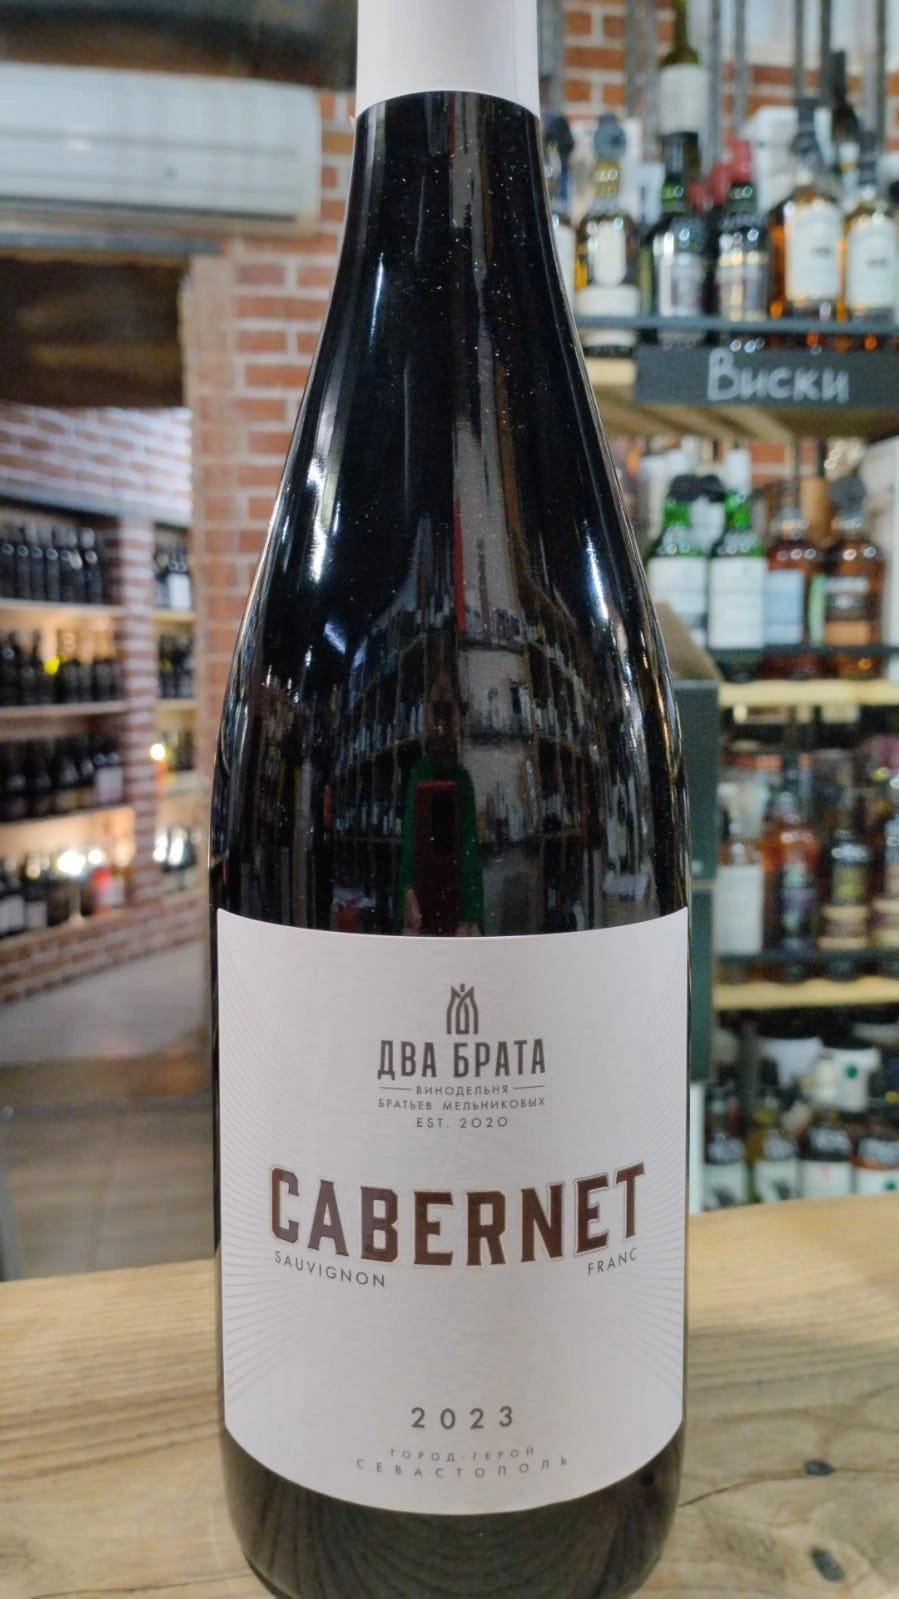 Виски
ДВА БРАТА
ВИНОДЕЛЬНЯ
БРАТЬЕВ МЕЛЬНИКОВЫХ
EST. 2020
CABERNET
SAUVIGNON FRANC
2023
ГОРОД-ГЕРОЙ
СЕВАСТОПОЛЬ